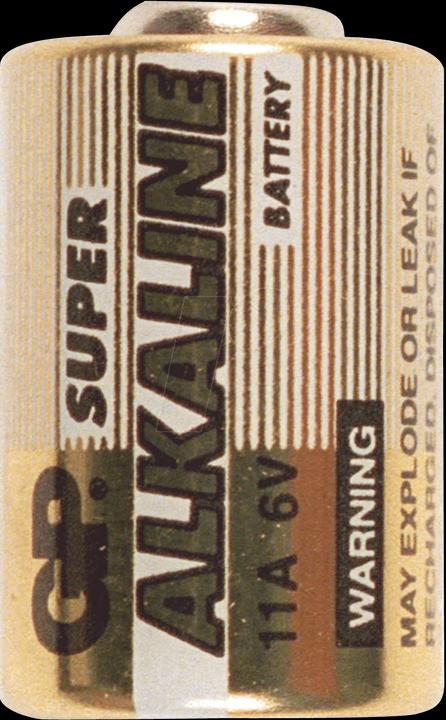 GP® SUPER
ALKALINE
11A 6V BATTERY
WARNING
MAY EXPLODE OR LEAK IF
RECHARGED, DISPOSED OF